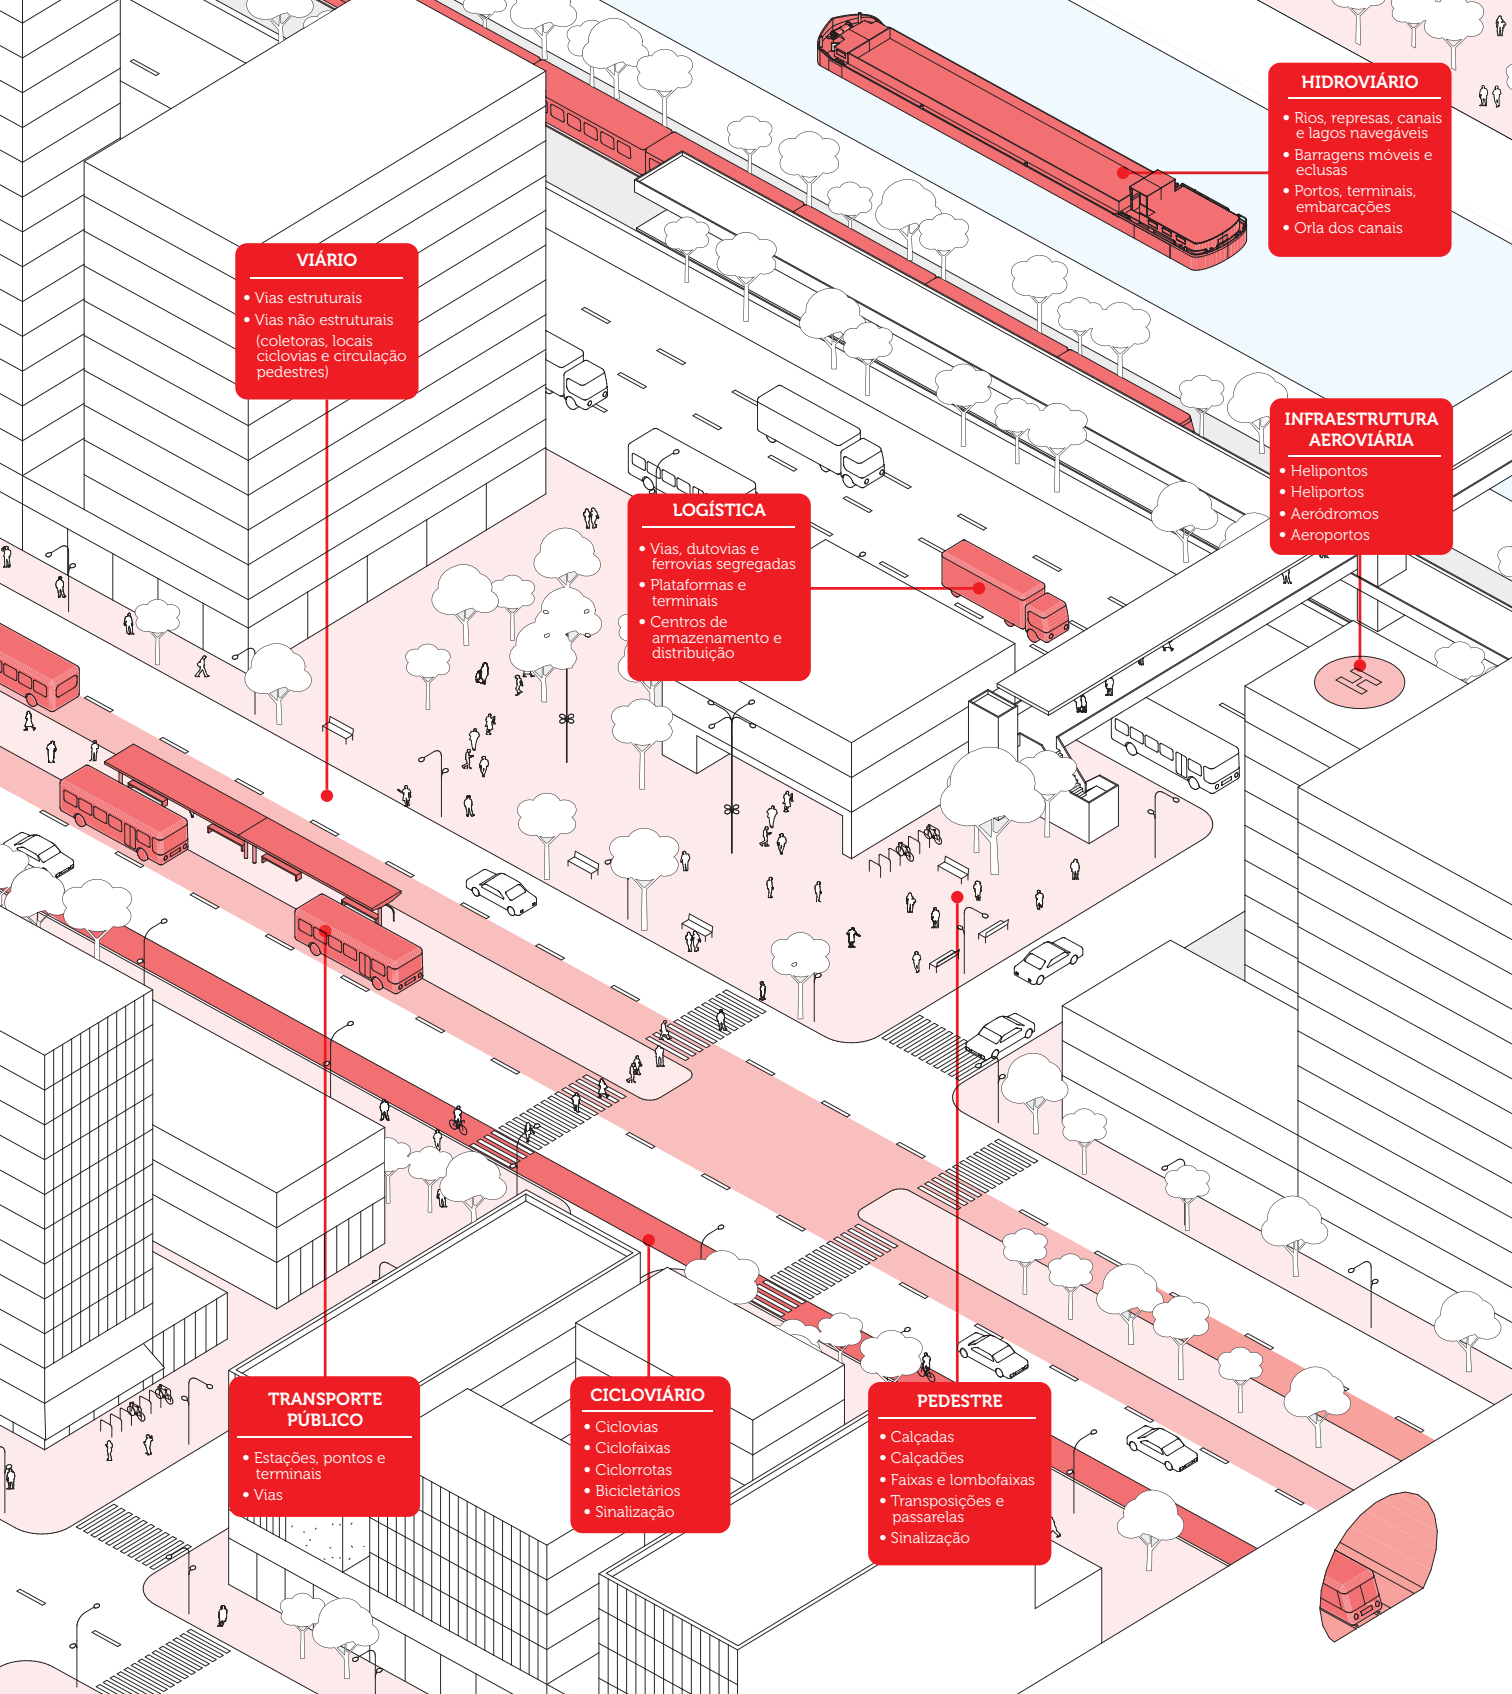 HIDROVIÁRIO
• Rios, represas, canais
e lagos navegáveis
• Barragens móveis e
eclusas
• Portos, terminais,
embarcações
• Orla dos canais
VIÁRIO
• Vias estruturais
• Vias não estruturais
(coletoras, locais
ciclovias e circulação
pedestres)
INFRAESTRUTURA
AEROVIÁRIA
• Helipontos
• Heliportos
• Aeródromos
• Aeroportos
LOGÍSTICA
• Vias, dutovias e
ferrovias segregadas
• Plataformas e
terminais
• Centros de
armazenamento e
distribuição
H
TRANSPORTE
PÚBLICO
• Estações, pontos e
terminais
• Vias
CICLOVIÁRIO
• Ciclovias
• Ciclofaixas
• Ciclorrotas
• Bicicletários
• Sinalização
PEDESTRE
• Calçadas
• Calçadões
• Faixas e lombofaixas
• Transposições e
passarelas
• Sinalização